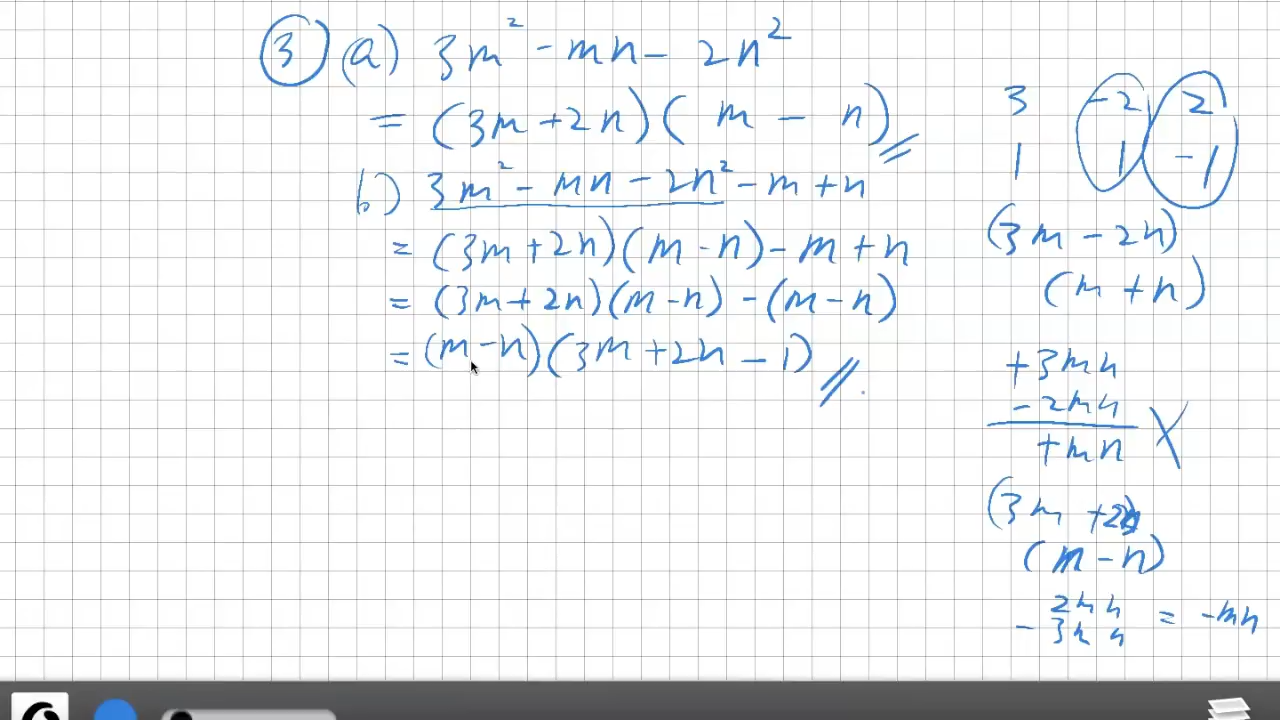 ③ (a) 3m² - mn - 2n²
= (3m + 2n)( m - n)
b) 3m² - mn - 2n² - m + n
= (3m + 2n)(m - n) - m + n
= (3m + 2n)(m - n) - (m - n)
= (m - n)(3m + 2n - 1)
3 -2 2
1 1 -1
(3m - 2n)
(m + n)
+3mn
-2mn
+mn X
(3m +2n)
(m - n)
2mn
-3mn = -mn